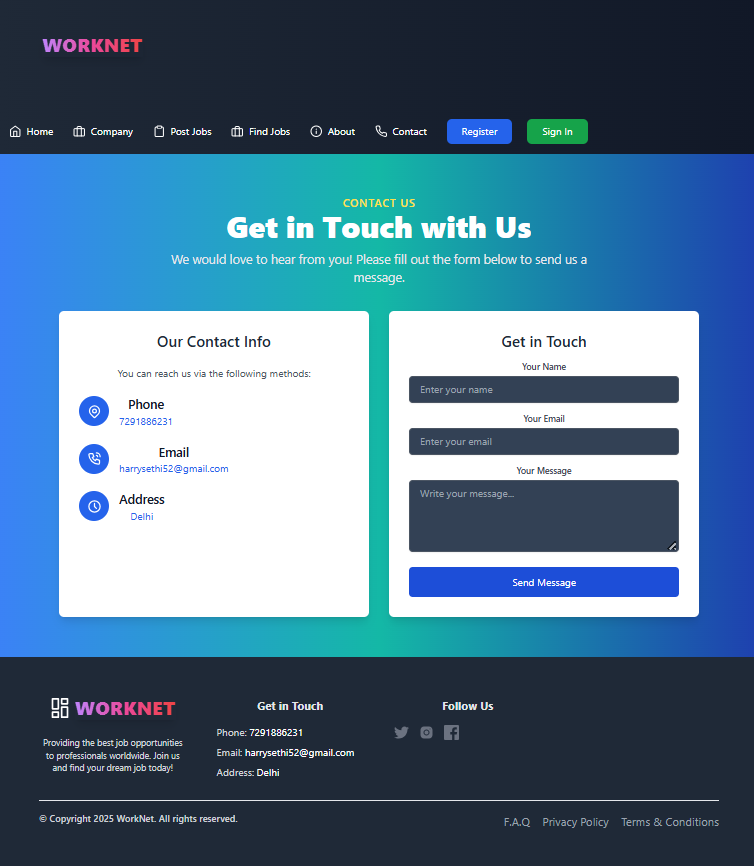 WORKNET
Home Company Post Jobs Find Jobs About Contact Register Sign In
CONTACT US
Get in Touch with Us
We would love to hear from you! Please fill out the form below to send us a
message.
Our Contact Info
You can reach us via the following methods:
Phone
7291886231
Email
harrysethi52@gmail.com
Address
Delhi
Get in Touch
Your Name
Enter your name
Your Email
Enter your email
Your Message
Write your message...
Send Message
WORKNET
Providing the best job opportunities
to professionals worldwide. Join us
and find your dream job today!
Get in Touch
Phone: 7291886231
Email: harrysethi52@gmail.com
Address: Delhi
Follow Us
© Copyright 2025 WorkNet. All rights reserved.
F.A.Q Privacy Policy Terms & Conditions